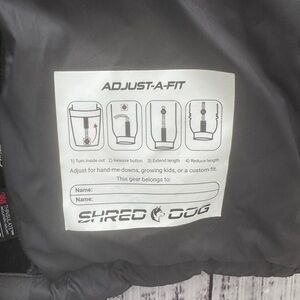 ADJUST-A-FIT
1) Turn inside out 2) Release button 3) Extend length 4) Reduce length
Adjust for hand-me-downs, growing kids, or a custom fit.
This gear belongs to:
Name:
Name:
SHRED DOG